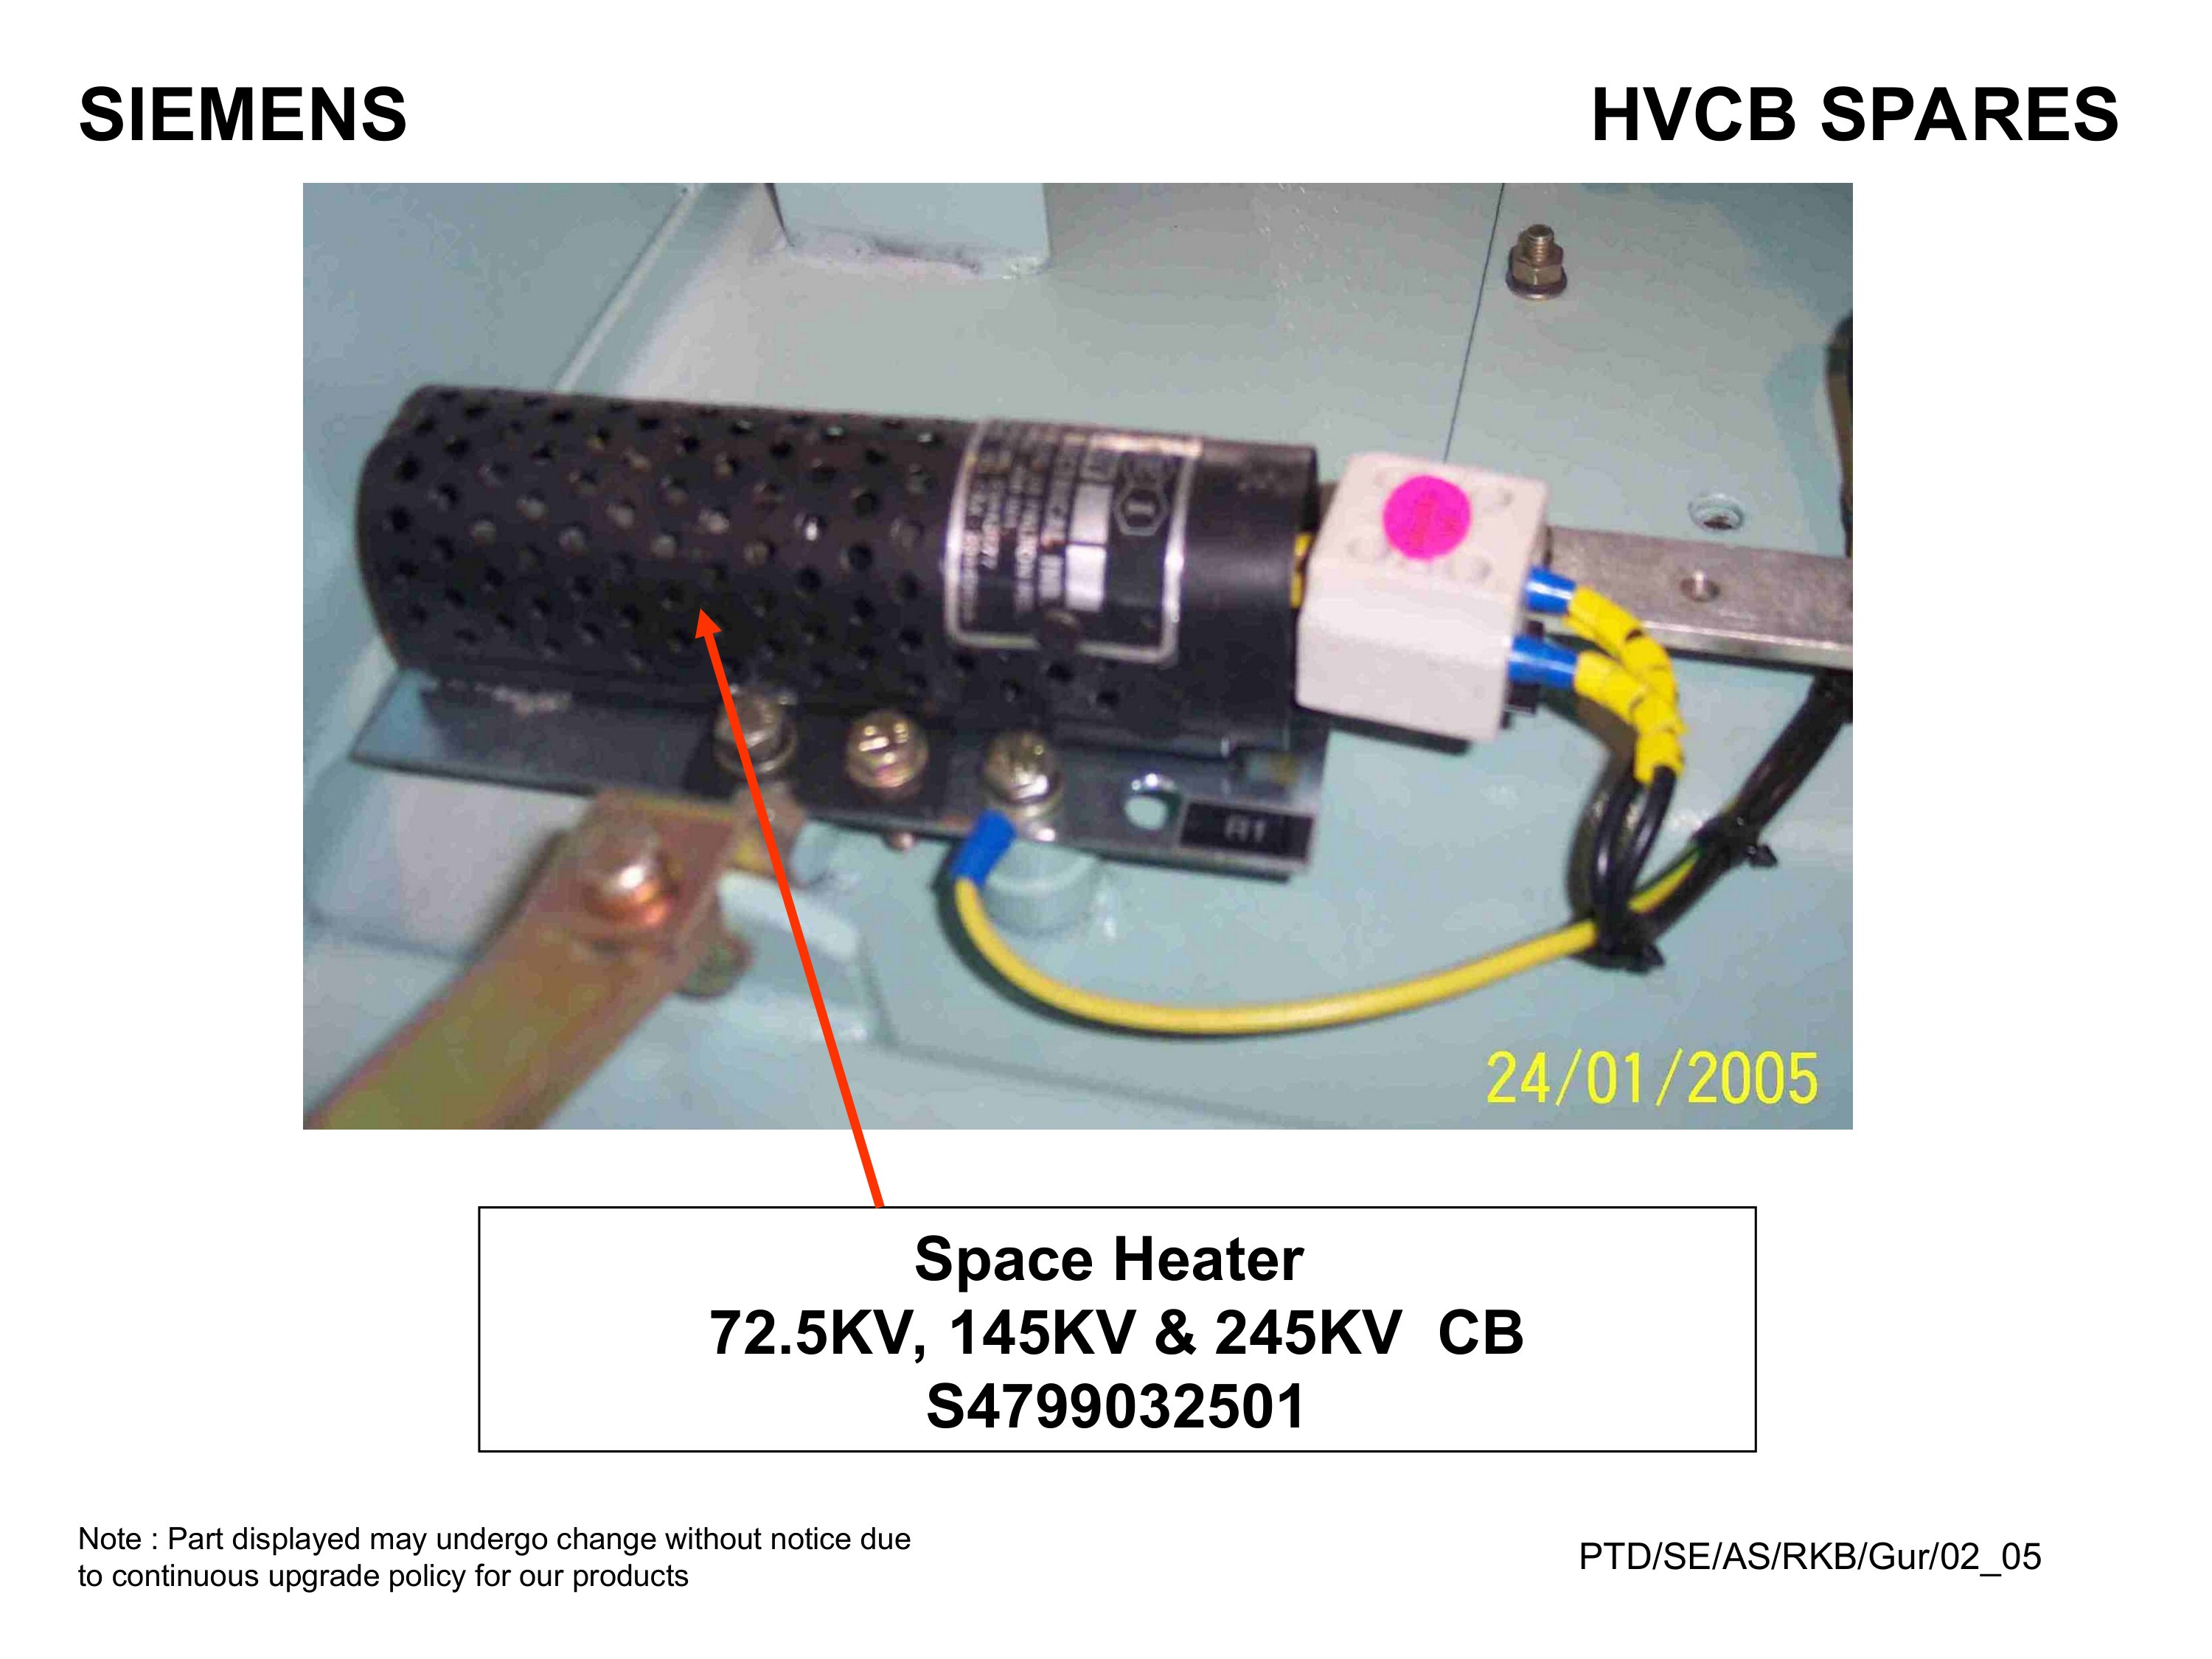 SIEMENS
HVCB SPARES
R1
24/01/2005
Space Heater
72.5KV, 145KV & 245KV CB
S4799032501
Note : Part displayed may undergo change without notice due
to continuous upgrade policy for our products
PTD/SE/AS/RKB/Gur/02_05